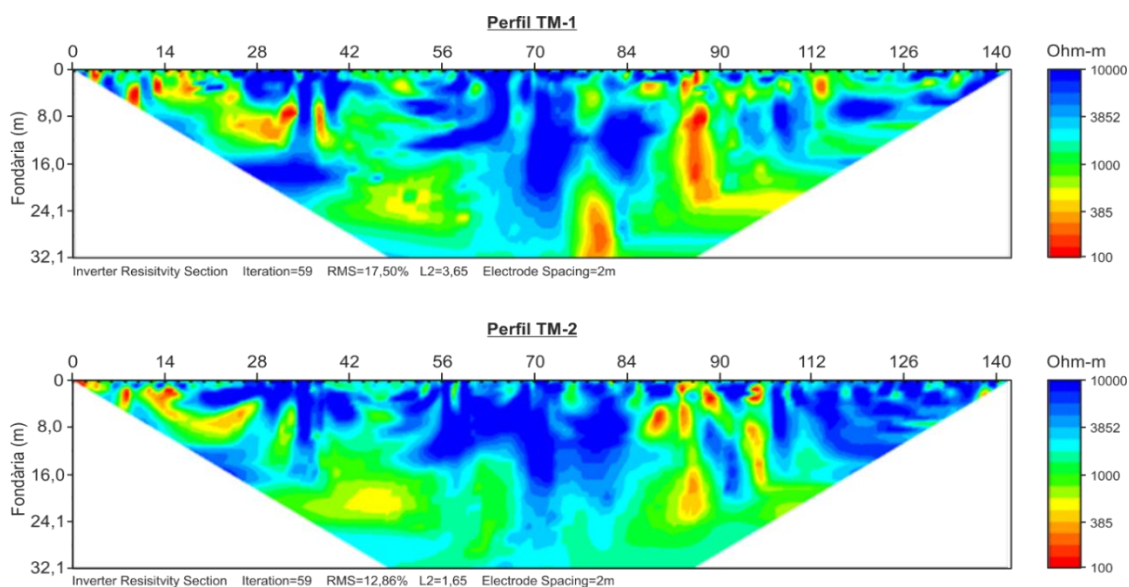 Perfil TM-1
0 14 28 42 56 70 84 90 112 126 140
Ohm-m
Fondària (m)
0
8,0
16,0
24,1
32,1
10000
3852
1000
385
100
Inverter Resisitvity Section Iteration=59 RMS=17,50% L2=3,65 Electrode Spacing=2m
Perfil TM-2
0 14 28 42 56 70 84 90 112 126 140
Ohm-m
Fondària (m)
0
8,0
16,0
24,1
32,1
10000
3852
1000
385
100
Inverter Resisitvity Section Iteration=59 RMS=12,86% L2=1,65 Electrode Spacing=2m